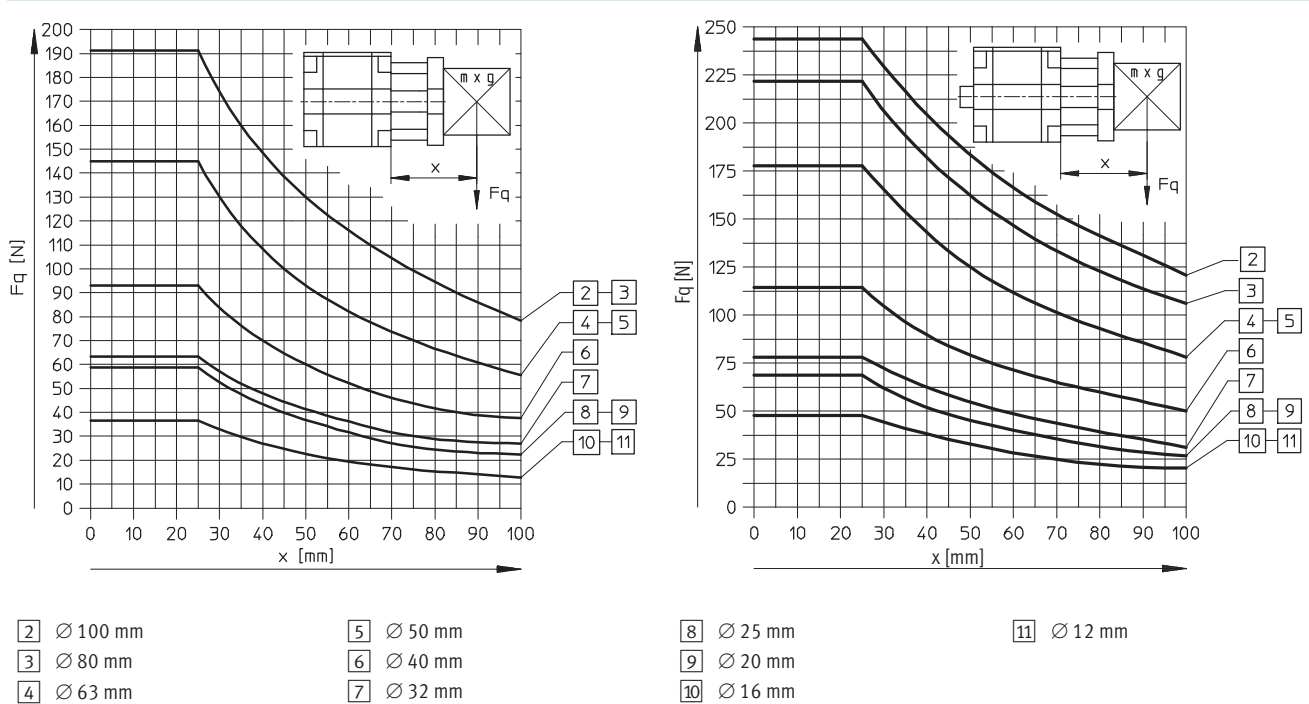 200
190
180
170
160
150
140
130
120
110
100
90
80
70
60
50
40
30
20
10
0
Fq [N]
0 10 20 30 40 50 60 70 80 90 100
x [mm]
m x g
x
Fq
2 3
4 5
6
7
8 9
10 11
250
225
200
175
150
125
100
75
50
25
0
Fq [N]
0 10 20 30 40 50 60 70 80 90 100
x [mm]
m x g
x
Fq
2
3
4 5
6
7
8 9
10 11
2 ∅ 100 mm
3 ∅ 80 mm
4 ∅ 63 mm
5 ∅ 50 mm
6 ∅ 40 mm
7 ∅ 32 mm
8 ∅ 25 mm
9 ∅ 20 mm
10 ∅ 16 mm
11 ∅ 12 mm